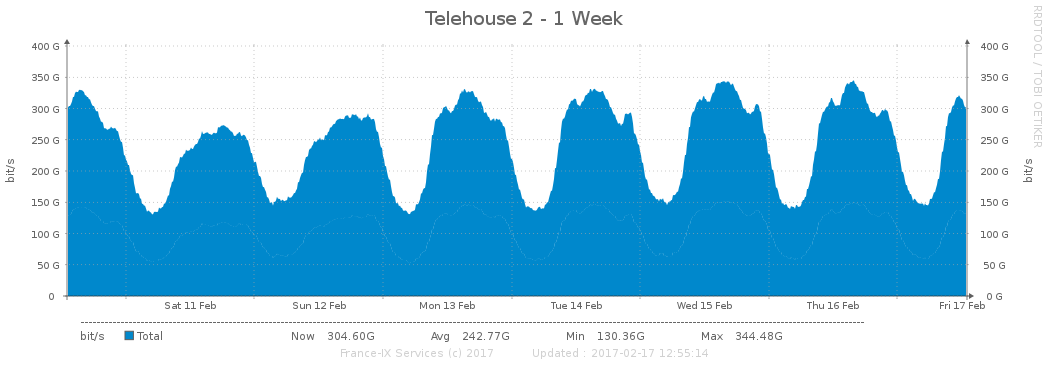 Telehouse 2 - 1 Week
RRDTOOL / TOBI OETIKER
400 G 400 G
350 G 350 G
300 G 300 G
250 G 250 G
200 G 200 G
150 G 150 G
100 G 100 G
50 G 50 G
0 0 G
bit/s bit/s
Sat 11 Feb Sun 12 Feb Mon 13 Feb Tue 14 Feb Wed 15 Feb Thu 16 Feb Fri 17 Feb
bit/s Total Now 304.60G Avg 242.77G Min 130.36G Max 344.48G
France-IX Services (c) 2017 Updated : 2017-02-17 12:55:14